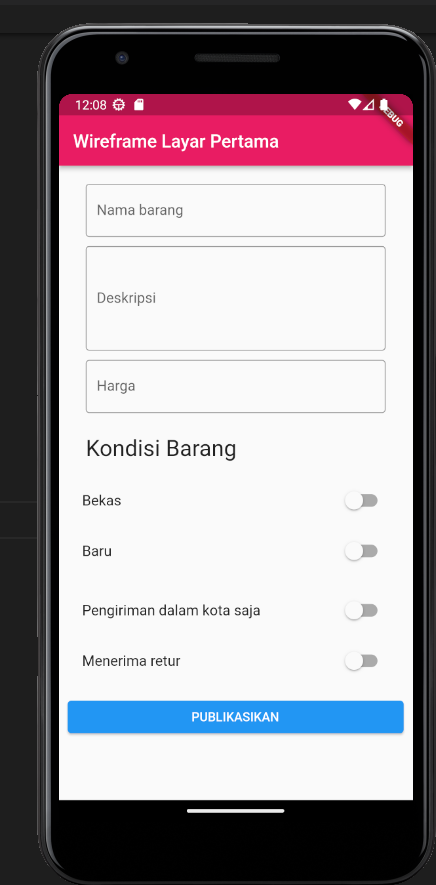 12:08
DEBUG
Wireframe Layar Pertama
Nama barang
Deskripsi
Harga
Kondisi Barang
Bekas
Baru
Pengiriman dalam kota saja
Menerima retur
PUBLIKASIKAN